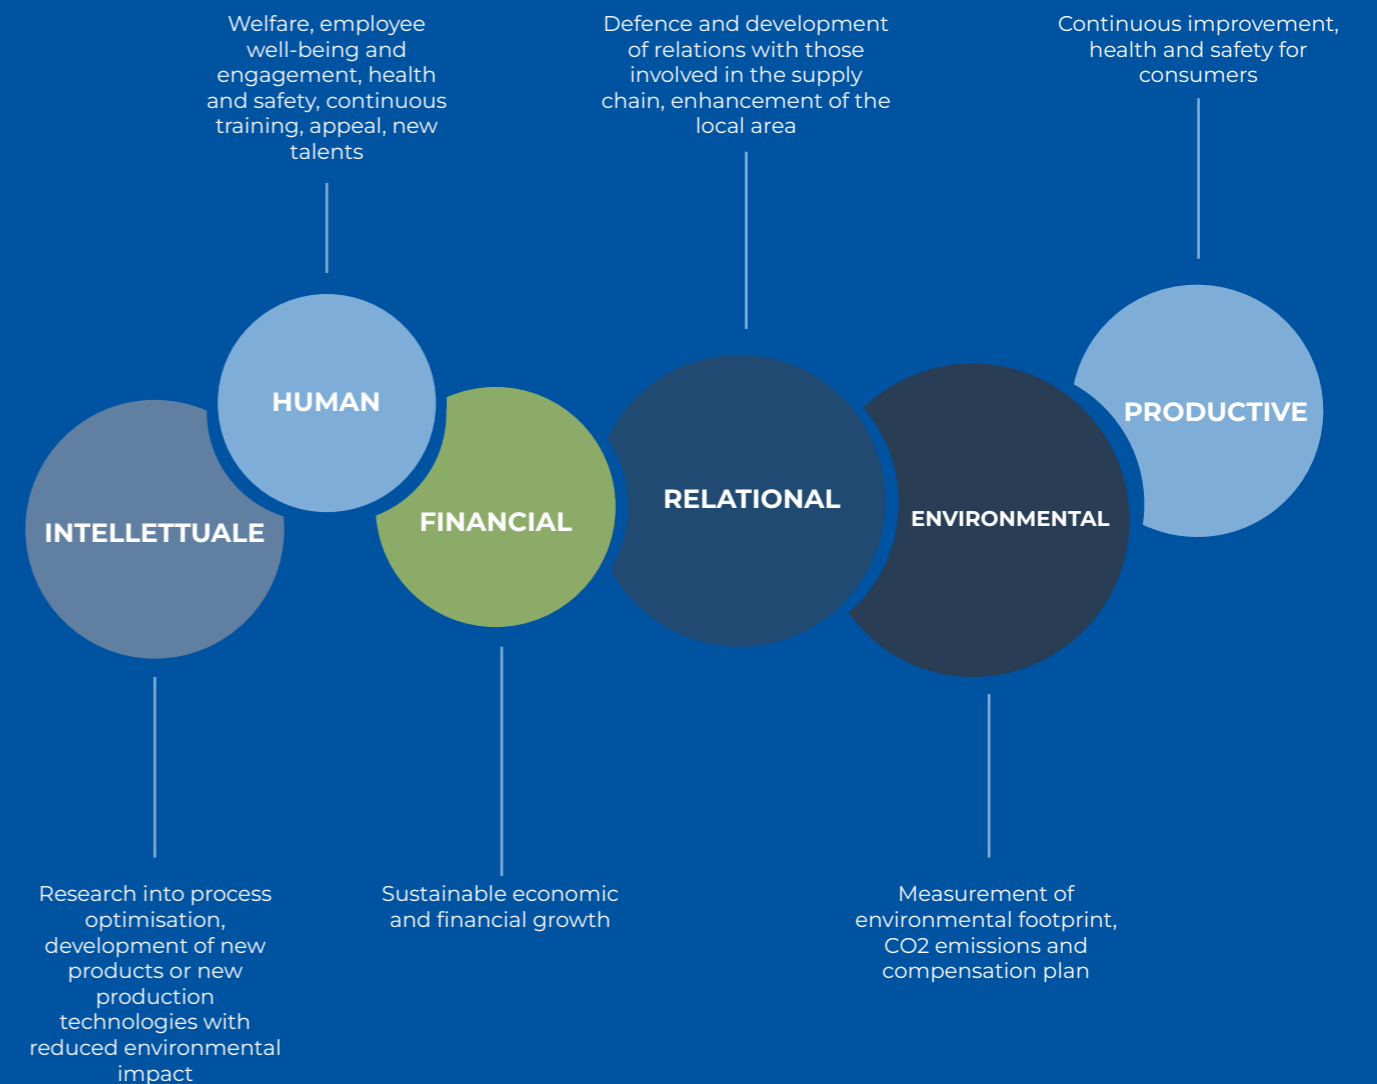 Welfare, employee
well-being and
engagement, health
and safety, continuous
training, appeal, new
talents
Defence and development
of relations with those
involved in the supply
chain, enhancement of the
local area
Continuous improvement,
health and safety for
consumers
HUMAN
PRODUCTIVE
RELATIONAL
ENVIRONMENTAL
FINANCIAL
INTELLETTUALE
Research into process
optimisation,
development of new
products or new
production
technologies with
reduced environmental
impact
Sustainable economic
and financial growth
Measurement of
environmental footprint,
CO2 emissions and
compensation plan